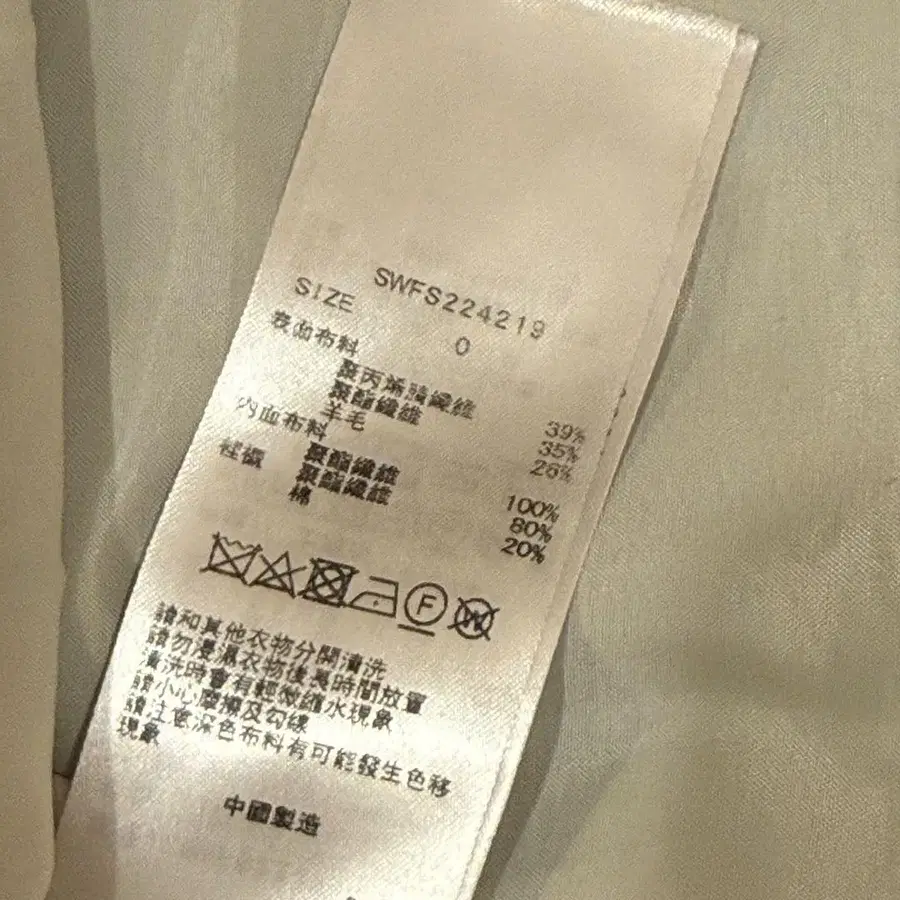 SWFS224219
SIZE 0
表面布料
聚丙烯腈纖維 39%
聚酯纖維 35%
羊毛 26%
內面布料
聚酯纖維 100%
裡襯 聚酯纖維 80%
棉 20%
F
W
請和其他衣物分開清洗
請勿浸濕衣物後長時間放置
清洗時會有輕微縮水現象
請小心摩擦及勾線
請注意深色布料有可能發生色移
現象
中國製造